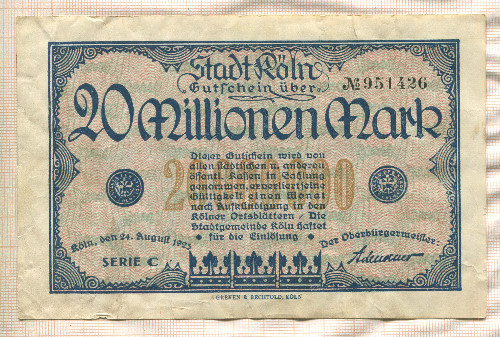 Stadt Köln
Gutschein über
№951426
20 Millionen Mark
Dieser Gutschein wird von
allen städtischen u. anderen
öffentl. Kassen in Zahlung
genommen, er verliert seine
Gültigkeit einen Monat
nach Aufkündigung in den
Kölner Ortsblättern / Die
Stadtgemeinde Köln haftet
für die Einlösung
Köln, den 24. August 1923
SERIE C
Der Oberbürgermeister:
Adenauer
GREVEN & BECHTOLD, KÖLN